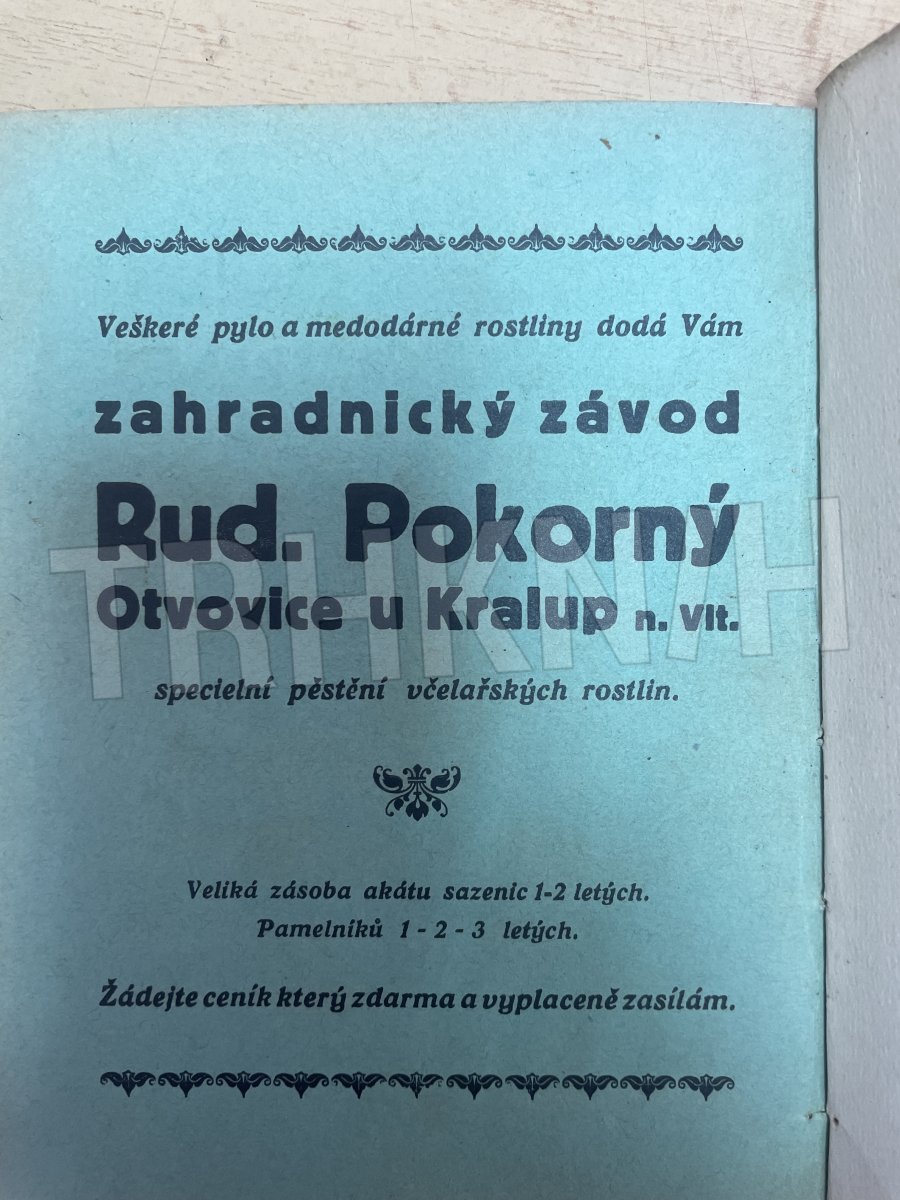 Veškeré pylo a medodárné rostliny dodá Vám
zahradnický závod
Rud. Pokorný
Otvovice u Kralup n. Vlt.
specielní pěstění včelařských rostlin.
Veliká zásoba akátu sazenic 1-2 letých.
Pamelníků 1 - 2 - 3 letých.
Žádejte ceník který zdarma a vyplaceně zasílám.
TRHKNIH